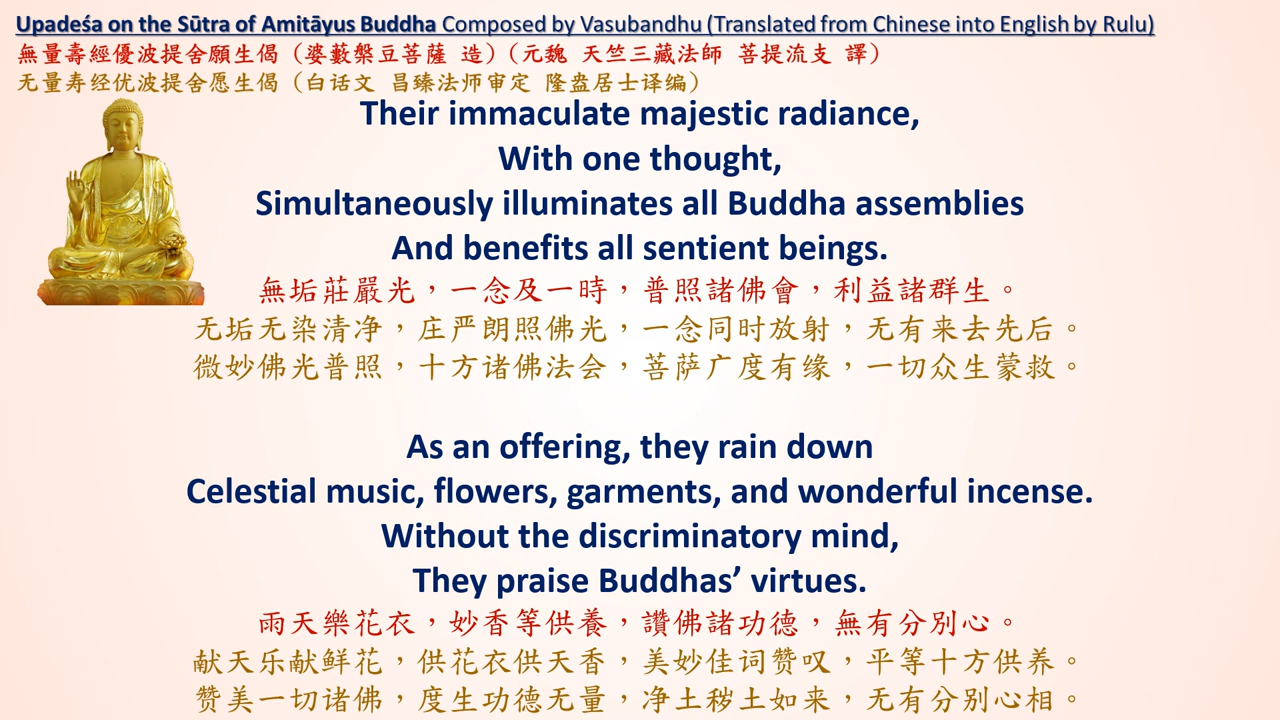 Upadeśa on the Sūtra of Amitāyus Buddha Composed by Vasubandhu (Translated from Chinese into English by Rulu)
無量壽經優波提舍願生偈（婆藪槃豆菩薩 造）（元魏 天竺三藏法師 菩提流支 譯）
无量寿经优波提舍愿生偈（白话文 昌臻法师审定 隆盎居士译编）
Their immaculate majestic radiance,
With one thought,
Simultaneously illuminates all Buddha assemblies
And benefits all sentient beings.
無垢莊嚴光，一念及一時，普照諸佛會，利益諸群生。
无垢无染清净，庄严朗照佛光，一念同时放射，无有来去先后。
微妙佛光普照，十方诸佛法会，菩萨广度有缘，一切众生蒙救。
As an offering, they rain down
Celestial music, flowers, garments, and wonderful incense.
Without the discriminatory mind,
They praise Buddhas’ virtues.
雨天樂花衣，妙香等供養，讚佛諸功德，無有分別心。
献天乐献鲜花，供花衣供天香，美妙佳词赞叹，平等十方供养。
赞美一切诸佛，度生功德无量，净土秽土如来，无有分别心相。